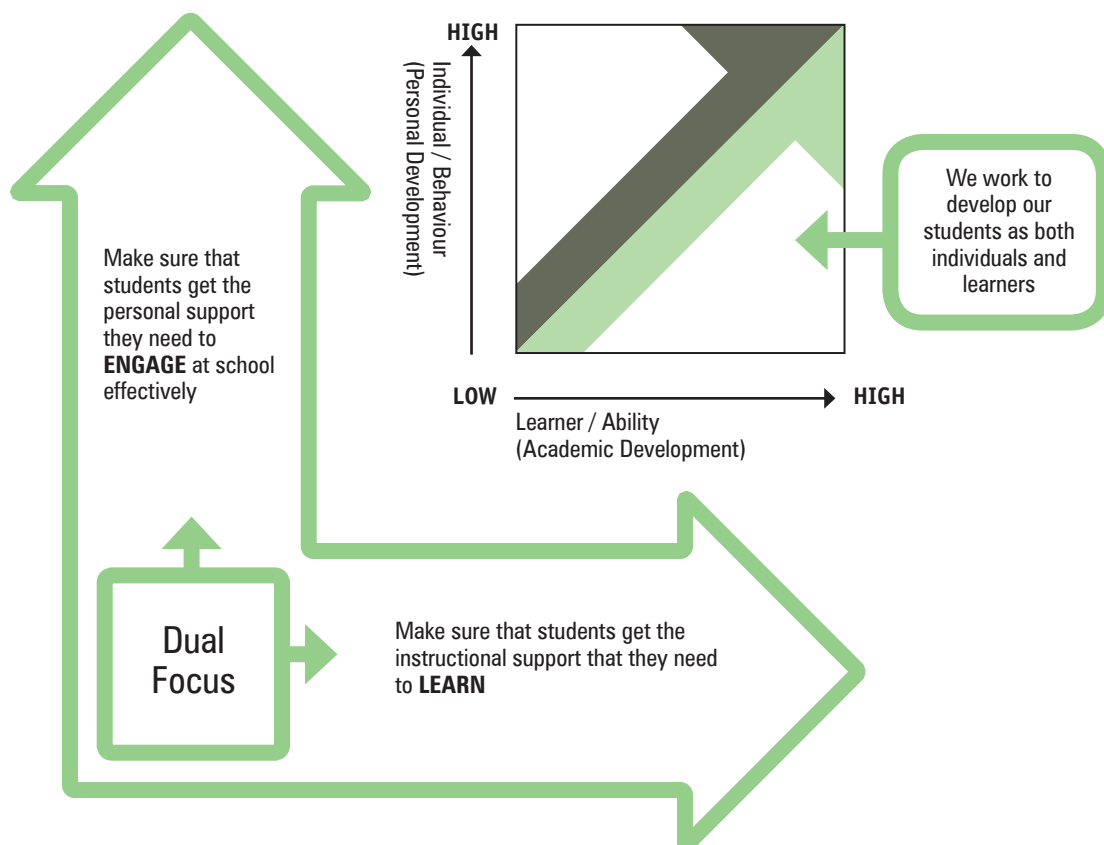 HIGH
Individual / Behaviour
(Personal Development)
We work to
develop our
students as both
individuals and
learners
Make sure that
students get the
personal support
they need to
ENGAGE at school
effectively
LOW
HIGH
Learner / Ability
(Academic Development)
Dual
Focus
Make sure that students get the
instructional support that they need
to LEARN